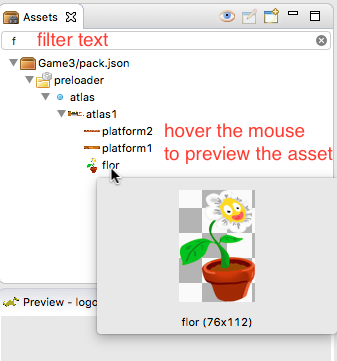 Assets
f
filter text
Game3/pack.json
preloader
atlas
atlas1
platform2
platform1
flor
hover the mouse
to preview the asset
flor (76x112)
Preview - logo